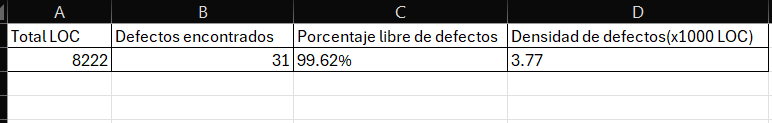 A B C D
Total LOC Defectos encontrados Porcentaje libre de defectos Densidad de defectos(x1000 LOC)
8222 31 99.62% 3.77